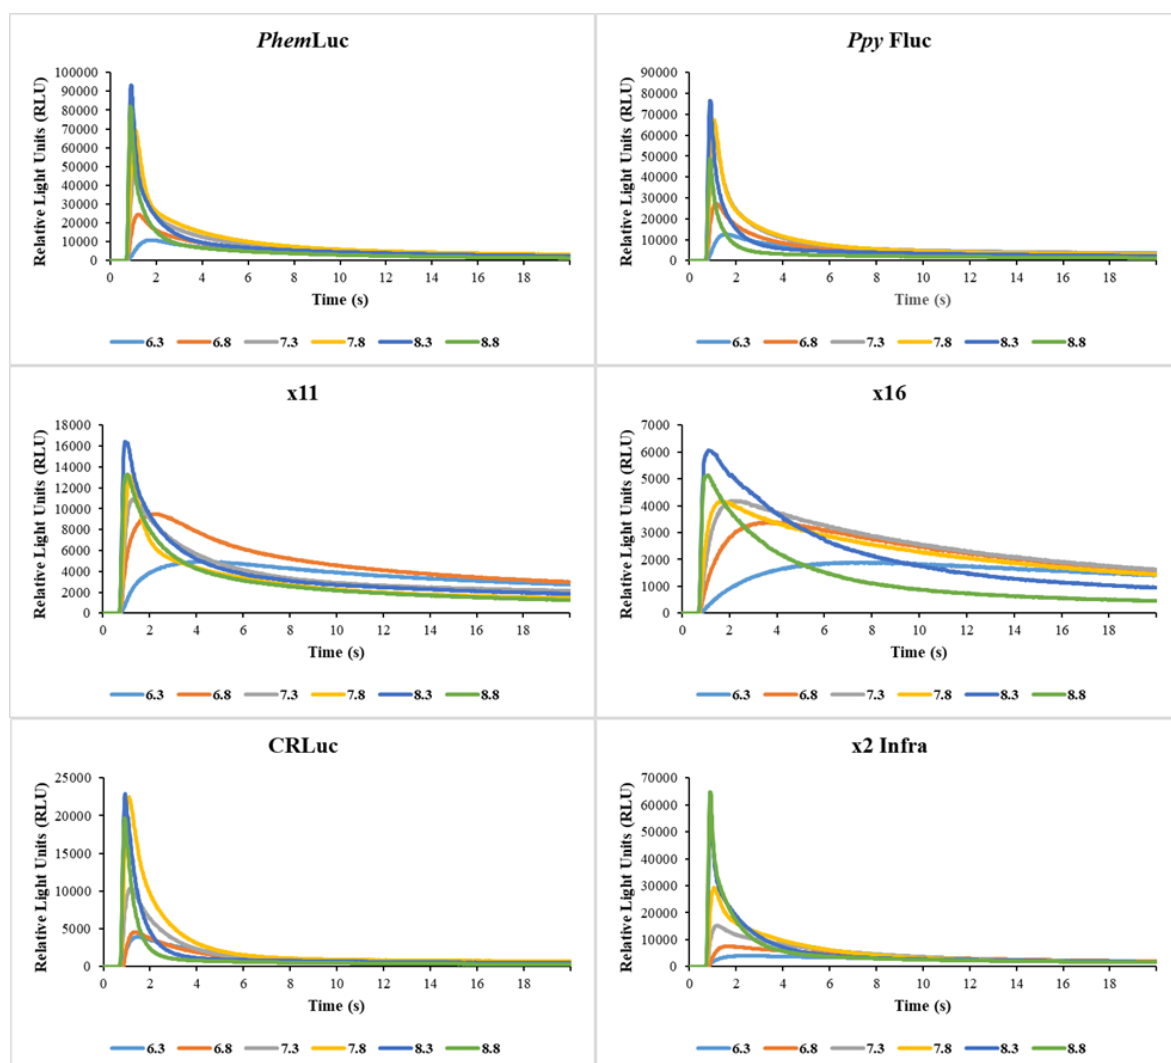 PhemLuc
Relative Light Units (RLU)
100000
90000
80000
70000
60000
50000
40000
30000
20000
10000
0
0 2 4 6 8 10 12 14 16 18
Time (s)
6.3 6.8 7.3 7.8 8.3 8.8
Ppy Fluc
Relative Light Units (RLU)
90000
80000
70000
60000
50000
40000
30000
20000
10000
0
0 2 4 6 8 10 12 14 16 18
Time (s)
6.3 6.8 7.3 7.8 8.3 8.8
x11
Relative Light Units (RLU)
18000
16000
14000
12000
10000
8000
6000
4000
2000
0
0 2 4 6 8 10 12 14 16 18
Time (s)
6.3 6.8 7.3 7.8 8.3 8.8
x16
Relative Light Units (RLU)
7000
6000
5000
4000
3000
2000
1000
0
0 2 4 6 8 10 12 14 16 18
Time (s)
6.3 6.8 7.3 7.8 8.3 8.8
CRLuc
Relative Light Units (RLU)
25000
20000
15000
10000
5000
0
0 2 4 6 8 10 12 14 16 18
Time (s)
6.3 6.8 7.3 7.8 8.3 8.8
x2 Infra
Relative Light Units (RLU)
70000
60000
50000
40000
30000
20000
10000
0
0 2 4 6 8 10 12 14 16 18
Time (s)
6.3 6.8 7.3 7.8 8.3 8.8